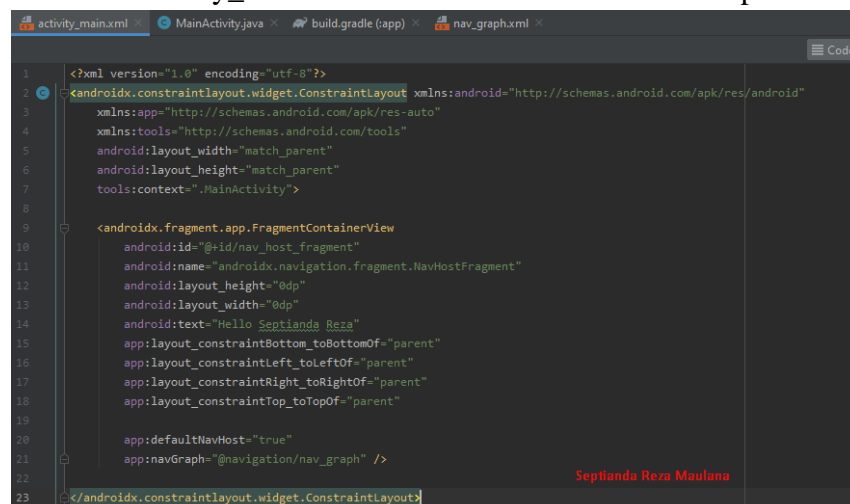 activity_main.xml × MainActivity.java × build.gradle (:app) × nav_graph.xml ×
Code
1 <?xml version="1.0" encoding="utf-8"?>
2 <androidx.constraintlayout.widget.ConstraintLayout xmlns:android="http://schemas.android.com/apk/res/android"
3 xmlns:app="http://schemas.android.com/apk/res-auto"
4 xmlns:tools="http://schemas.android.com/tools"
5 android:layout_width="match_parent"
6 android:layout_height="match_parent"
7 tools:context=".MainActivity">
8
9 <androidx.fragment.app.FragmentContainerView
10 android:id="@+id/nav_host_fragment"
11 android:name="androidx.navigation.fragment.NavHostFragment"
12 android:layout_height="0dp"
13 android:layout_width="0dp"
14 android:text="Hello Septianda Reza"
15 app:layout_constraintBottom_toBottomOf="parent"
16 app:layout_constraintLeft_toLeftOf="parent"
17 app:layout_constraintRight_toRightOf="parent"
18 app:layout_constraintTop_toTopOf="parent"
19
20 app:defaultNavHost="true"
21 app:navGraph="@navigation/nav_graph" />
22
Septianda Reza Maulana
23 </androidx.constraintlayout.widget.ConstraintLayout>